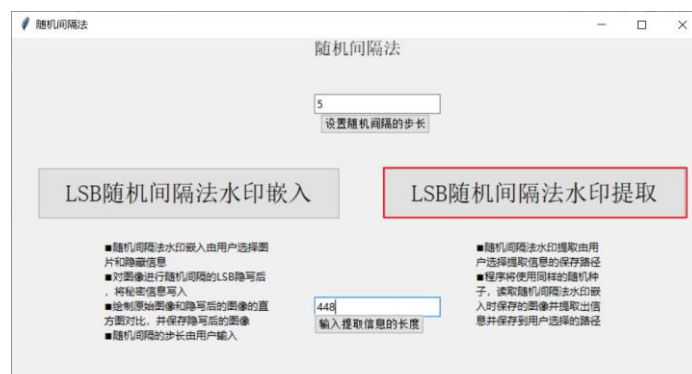 随机间隔法
随机间隔法
5
设置随机间隔的步长
LSB随机间隔法水印嵌入
LSB随机间隔法水印提取
■随机间隔法水印嵌入由用户选择图
片和隐蔽信息
■对图像进行随机间隔的LSB隐写后
，将秘密信息写入
■绘制原始图像和隐写后的图像的直
方图对比，并保存隐写后的图像
■随机间隔的步长由用户输入
448
输入提取信息的长度
■随机间隔法水印提取由用
户选择提取信息的保存路径
■程序将使用同样的随机种
子，读取随机间隔法水印嵌
入时保存的图像并提取出信
息并保存到用户选择的路径